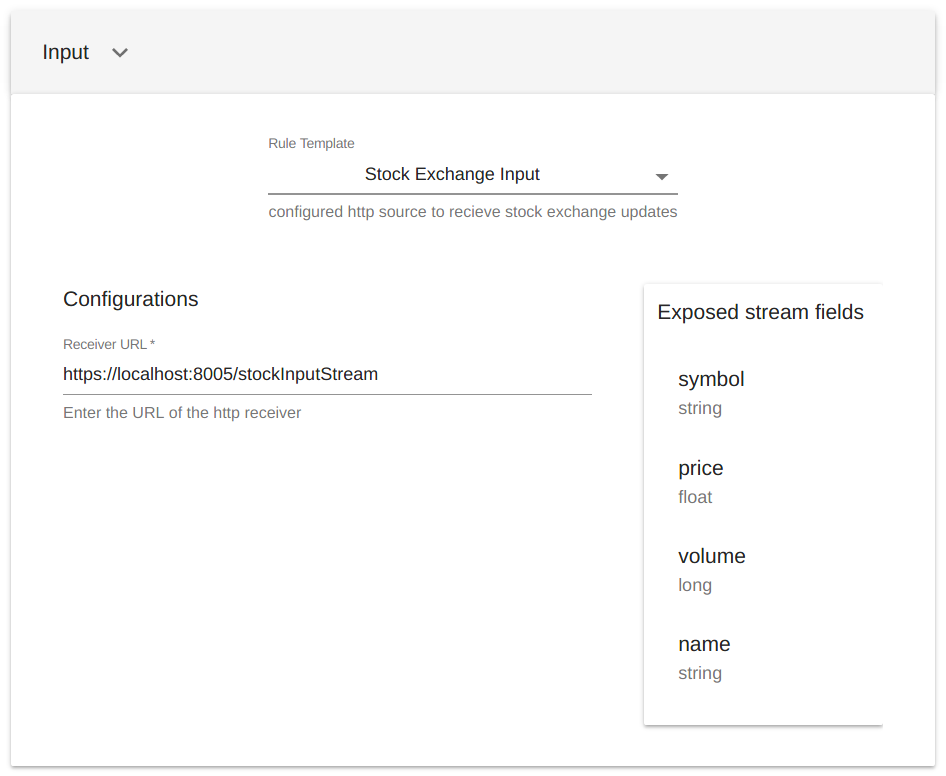 Input
Rule Template
Stock Exchange Input
configured http source to recieve stock exchange updates
Configurations
Receiver URL *
https://localhost:8005/stockInputStream
Enter the URL of the http receiver
Exposed stream fields
symbol
string
price
float
volume
long
name
string